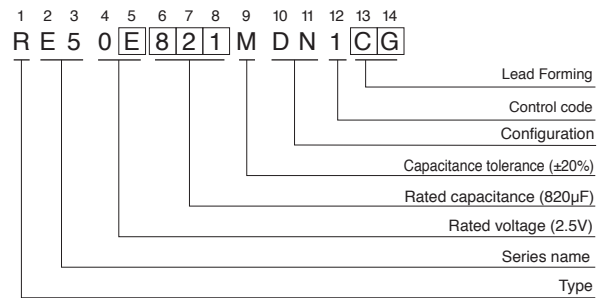 1 2 3 4 5 6 7 8 9 10 11 12 13 14
R E 5 0 E 8 2 1 M D N 1 C G
Lead Forming
Control code
Configuration
Capacitance tolerance (±20%)
Rated capacitance (820μF)
Rated voltage (2.5V)
Series name
Type